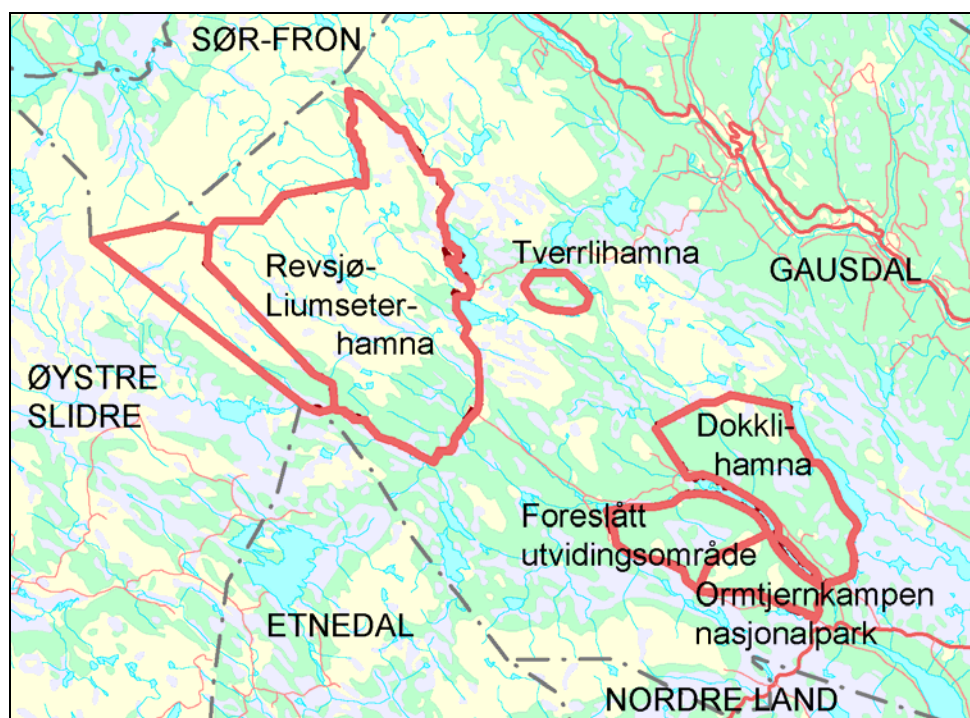 SØR-FRON
Tverrlihamna
GAUSDAL
Revsjø-
Liumseter-
hamna
ØYSTRE
SLIDRE
Dokkli-
hamna
Foreslått
utvidingsområde
Ormtjernkampen
nasjonalpark
ETNEDAL
NORDRE LAND